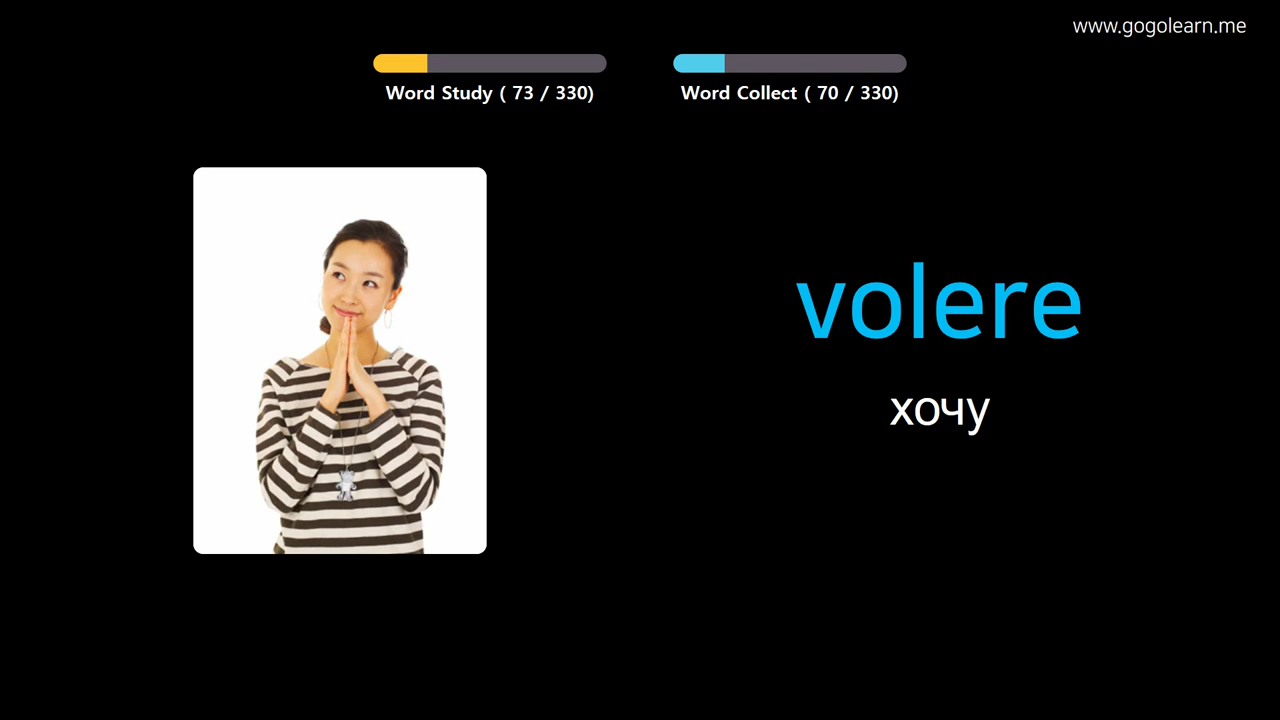 www.gogolearn.me
Word Study ( 73 / 330)
Word Collect ( 70 / 330)
volere
хочу